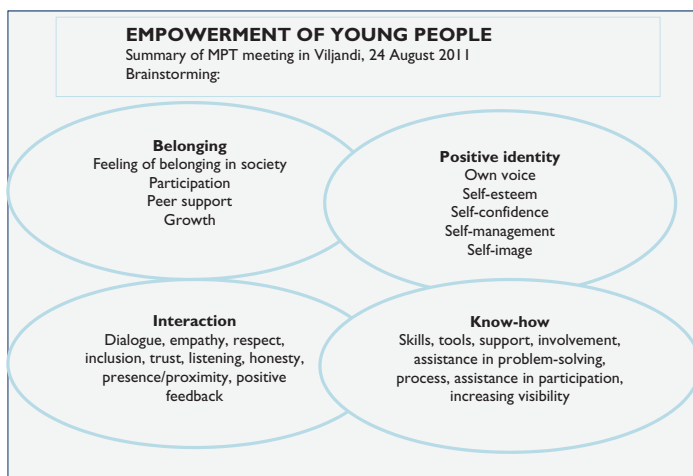 EMPOWERMENT OF YOUNG PEOPLE
Summary of MPT meeting in Viljandi, 24 August 2011
Brainstorming:
Belonging
Feeling of belonging in society
Participation
Peer support
Growth
Positive identity
Own voice
Self-esteem
Self-confidence
Self-management
Self-image
Interaction
Dialogue, empathy, respect,
inclusion, trust, listening, honesty,
presence/proximity, positive
feedback
Know-how
Skills, tools, support, involvement,
assistance in problem-solving,
process, assistance in participation,
increasing visibility